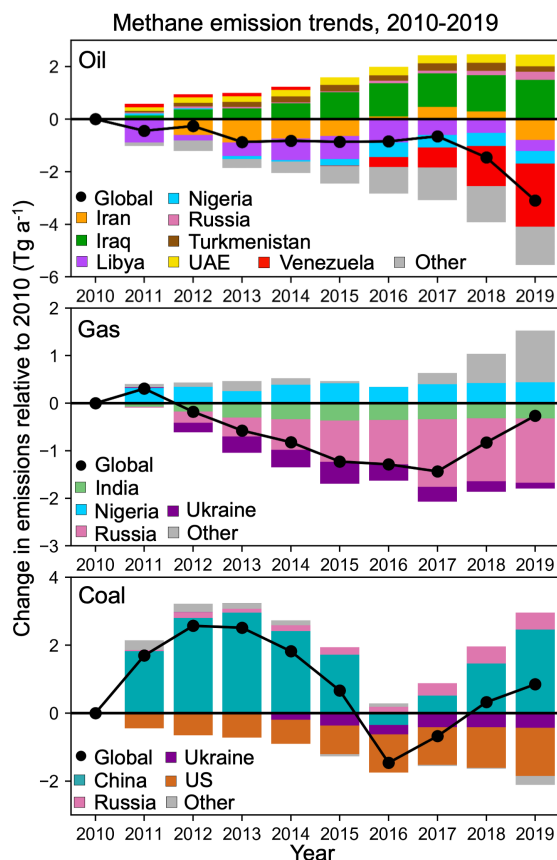 Methane emission trends, 2010-2019
Change in emissions relative to 2010 (Tg a⁻¹)
Oil
2
0
−2
−4
−6
Global
Iran
Iraq
Libya
Nigeria
Russia
Turkmenistan
UAE
Venezuela
Other
2010 2011 2012 2013 2014 2015 2016 2017 2018 2019
Gas
2
1
0
−1
−2
−3
Global
India
Nigeria
Russia
Ukraine
Other
2010 2011 2012 2013 2014 2015 2016 2017 2018 2019
Coal
4
2
0
−2
Global
China
Russia
Ukraine
US
Other
2010 2011 2012 2013 2014 2015 2016 2017 2018 2019
Year